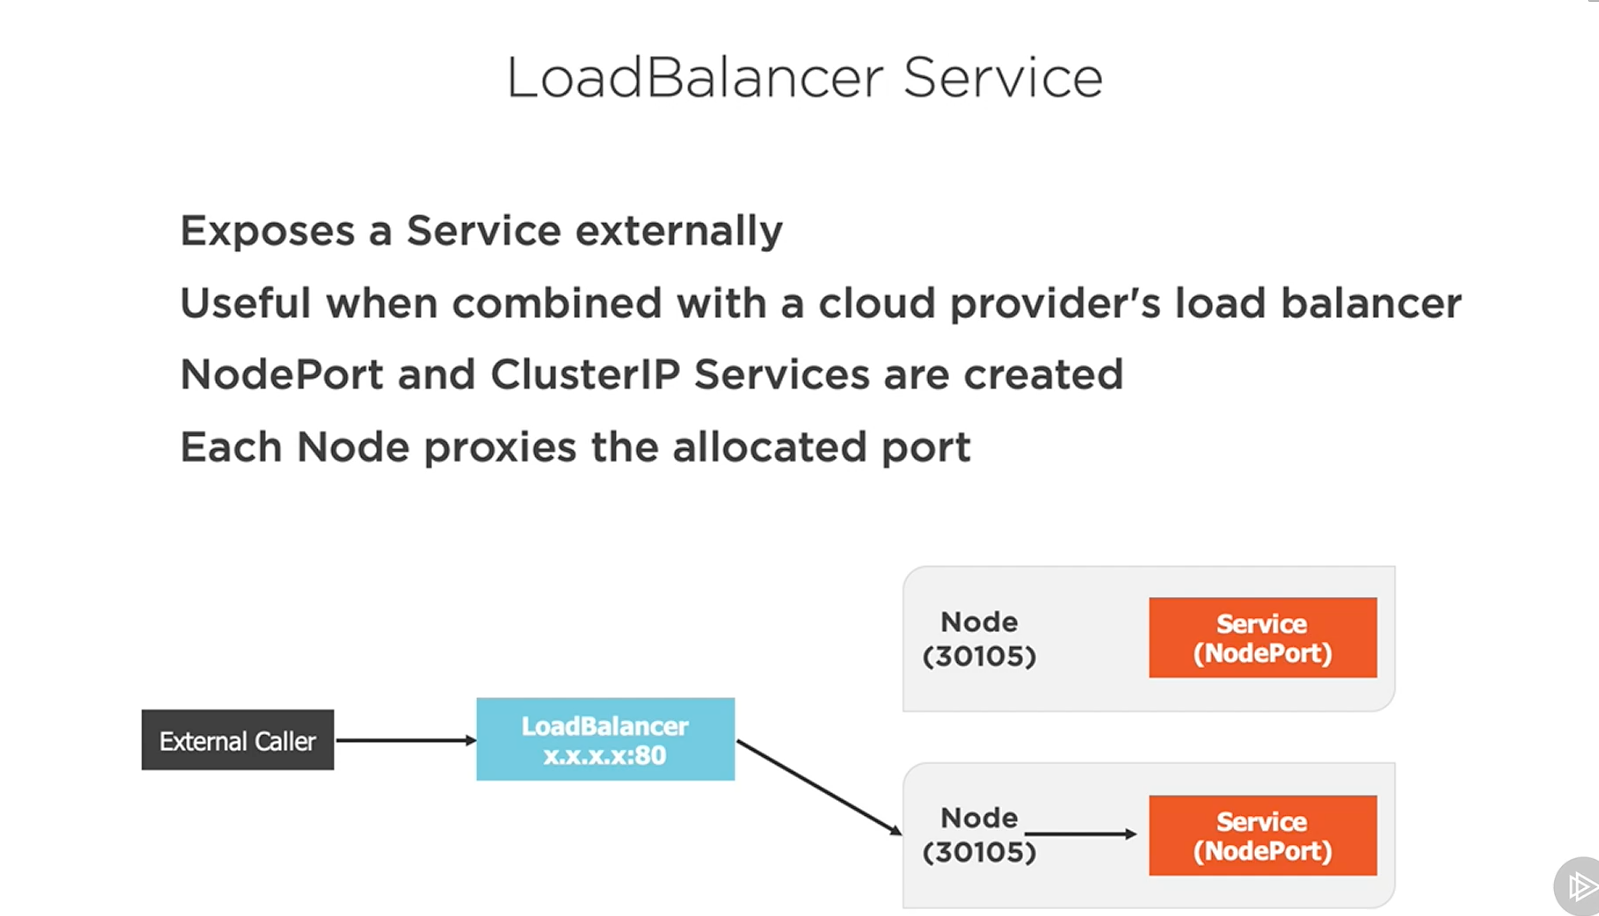 LoadBalancer Service
Exposes a Service externally
Useful when combined with a cloud provider's load balancer
NodePort and ClusterIP Services are created
Each Node proxies the allocated port
External Caller
LoadBalancer
x.x.x.x:80
Node
(30105)
Service
(NodePort)
Node
(30105)
Service
(NodePort)